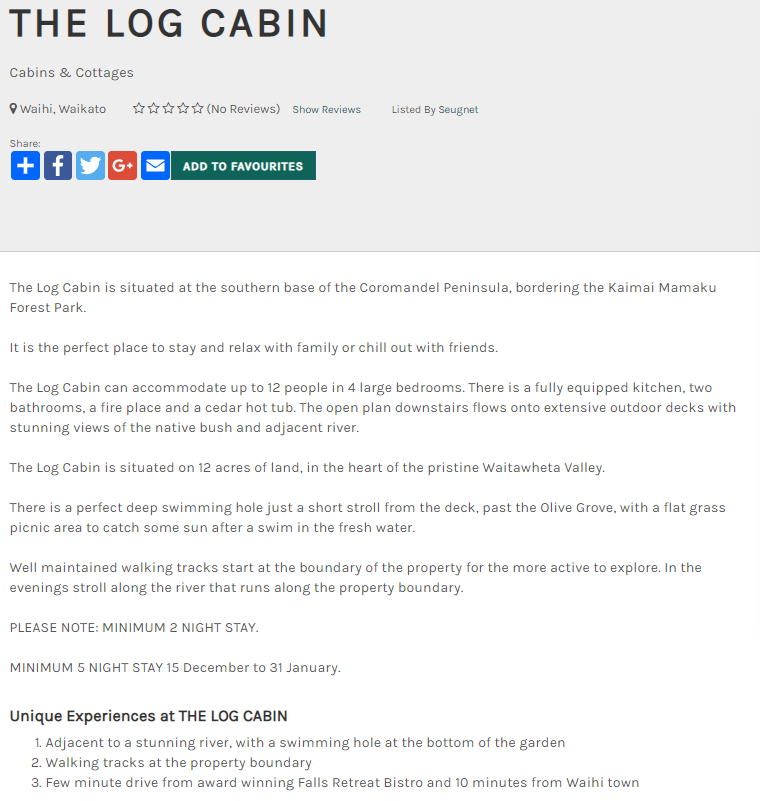 THE LOG CABIN
Cabins & Cottages
Waihi, Waikato (No Reviews) Show Reviews Listed By Seugnet
Share:
f G+ ADD TO FAVOURITES
The Log Cabin is situated at the southern base of the Coromandel Peninsula, bordering the Kaimai Mamaku
Forest Park.
It is the perfect place to stay and relax with family or chill out with friends.
The Log Cabin can accommodate up to 12 people in 4 large bedrooms. There is a fully equipped kitchen, two
bathrooms, a fire place and a cedar hot tub. The open plan downstairs flows onto extensive outdoor decks with
stunning views of the native bush and adjacent river.
The Log Cabin is situated on 12 acres of land, in the heart of the pristine Waitawheta Valley.
There is a perfect deep swimming hole just a short stroll from the deck, past the Olive Grove, with a flat grass
picnic area to catch some sun after a swim in the fresh water.
Well maintained walking tracks start at the boundary of the property for the more active to explore. In the
evenings stroll along the river that runs along the property boundary.
PLEASE NOTE: MINIMUM 2 NIGHT STAY.
MINIMUM 5 NIGHT STAY 15 December to 31 January.
Unique Experiences at THE LOG CABIN
1. Adjacent to a stunning river, with a swimming hole at the bottom of the garden
2. Walking tracks at the property boundary
3. Few minute drive from award winning Falls Retreat Bistro and 10 minutes from Waihi town